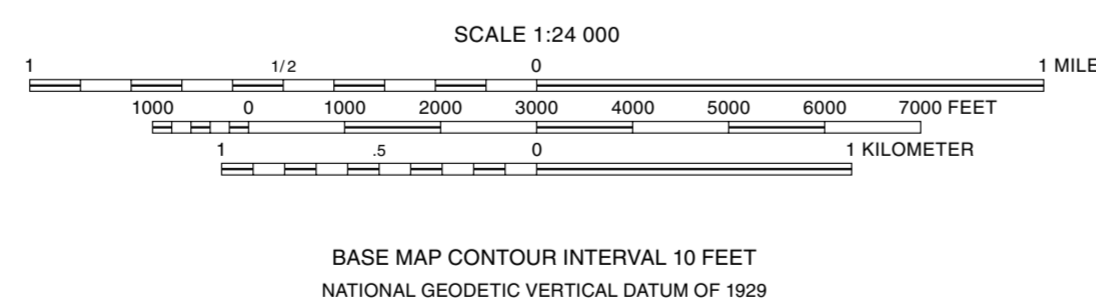 SCALE 1:24 000
1 1/2 0 1 MILE
1000 0 1000 2000 3000 4000 5000 6000 7000 FEET
1 .5 0 1 KILOMETER
BASE MAP CONTOUR INTERVAL 10 FEET
NATIONAL GEODETIC VERTICAL DATUM OF 1929